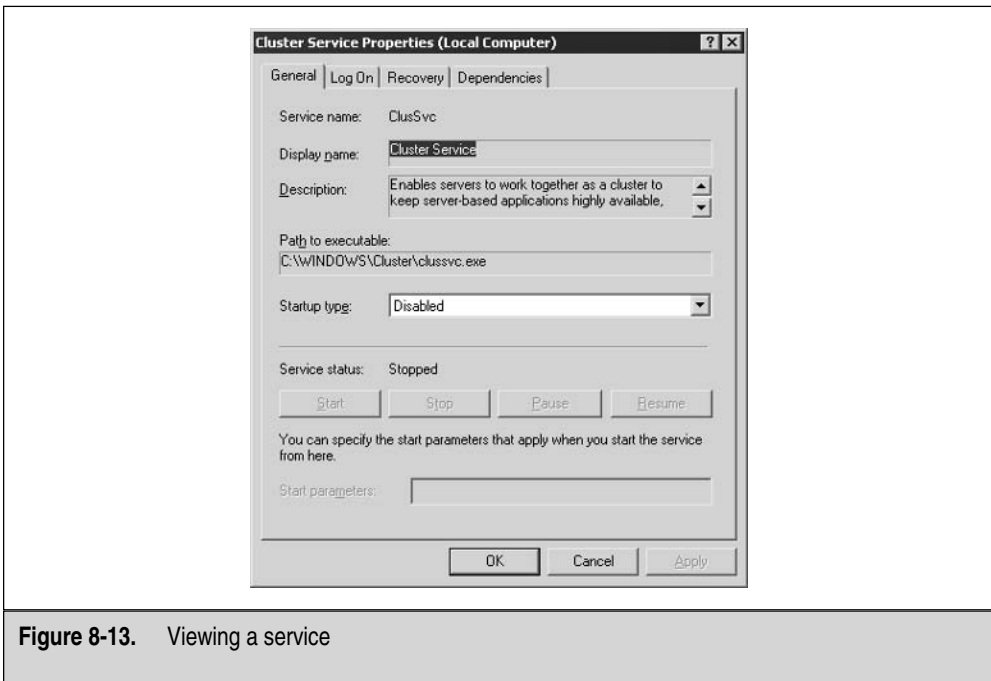 Cluster Service Properties (Local Computer)
General Log On Recovery Dependencies
Service name: ClusSvc
Display name: Cluster Service
Description: Enables servers to work together as a cluster to
keep server-based applications highly available,
Path to executable:
C:\WINDOWS\Cluster\clussvc.exe
Startup type: Disabled
Service status: Stopped
Start Stop Pause Resume
You can specify the start parameters that apply when you start the service
from here.
Start parameters:
OK Cancel Apply
Figure 8-13. Viewing a service